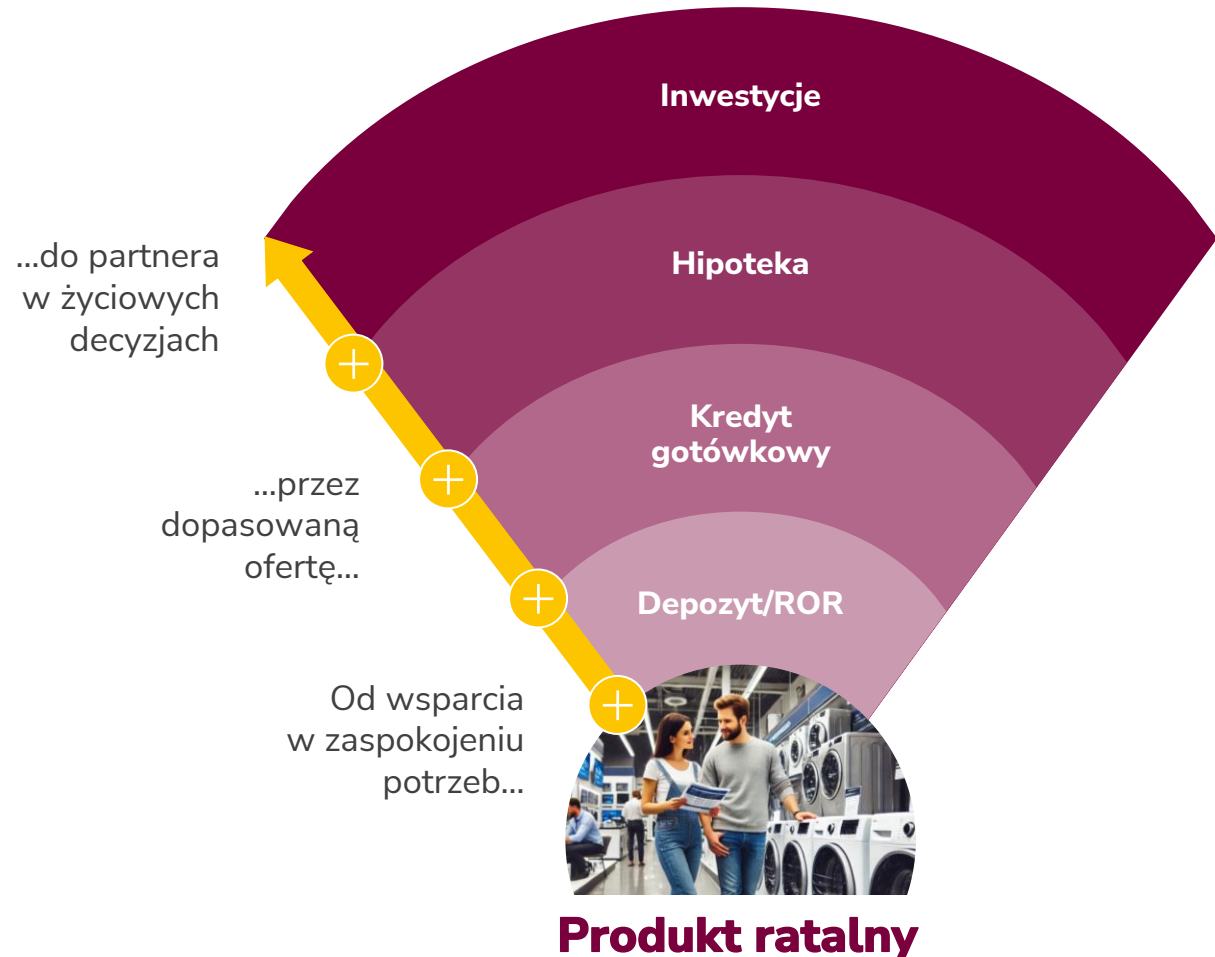 Inwestycje
Hipoteka
Kredyt
gotówkowy
Depozyt/ROR
...do partnera
w życiowych
decyzjach
...przez
dopasowaną
ofertę...
Od wsparcia
w zaspokojeniu
potrzeb...
Produkt ratalny